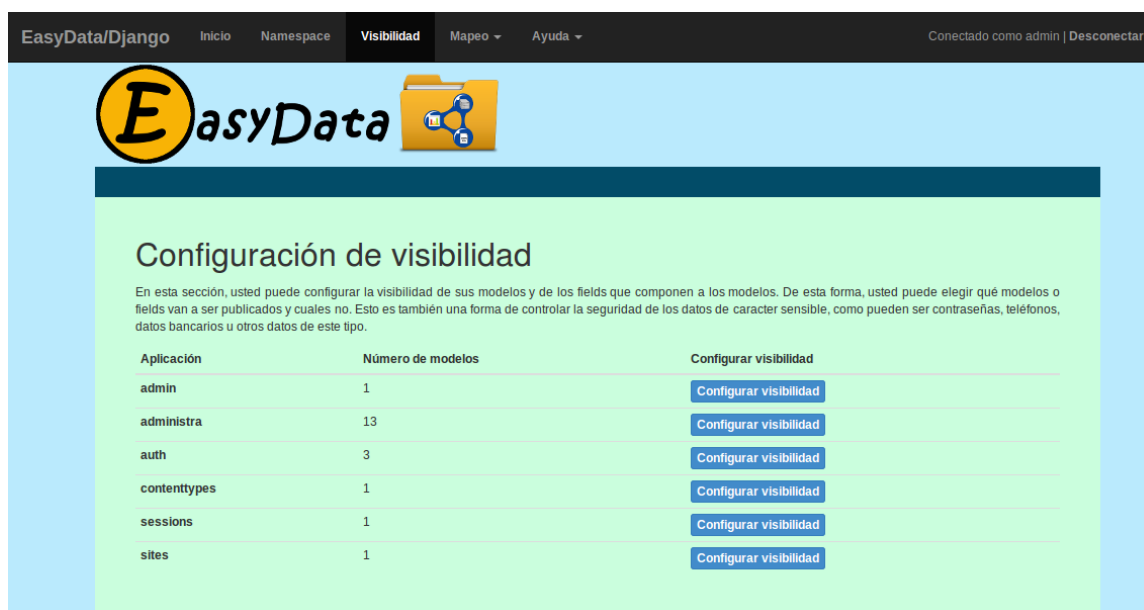 EasyData/Django Inicio Namespace Visibilidad Mapeo Ayuda Conectado como admin | Desconectar
EasyData
Configuración de visibilidad
En esta sección, usted puede configurar la visibilidad de sus modelos y de los fields que componen a los modelos. De esta forma, usted puede elegir qué modelos o
fields van a ser publicados y cuales no. Esto es también una forma de controlar la seguridad de los datos de caracter sensible, como pueden ser contraseñas, teléfonos,
datos bancarios u otros datos de este tipo.
Aplicación Número de modelos Configurar visibilidad
admin 1 Configurar visibilidad
administra 13 Configurar visibilidad
auth 3 Configurar visibilidad
contenttypes 1 Configurar visibilidad
sessions 1 Configurar visibilidad
sites 1 Configurar visibilidad